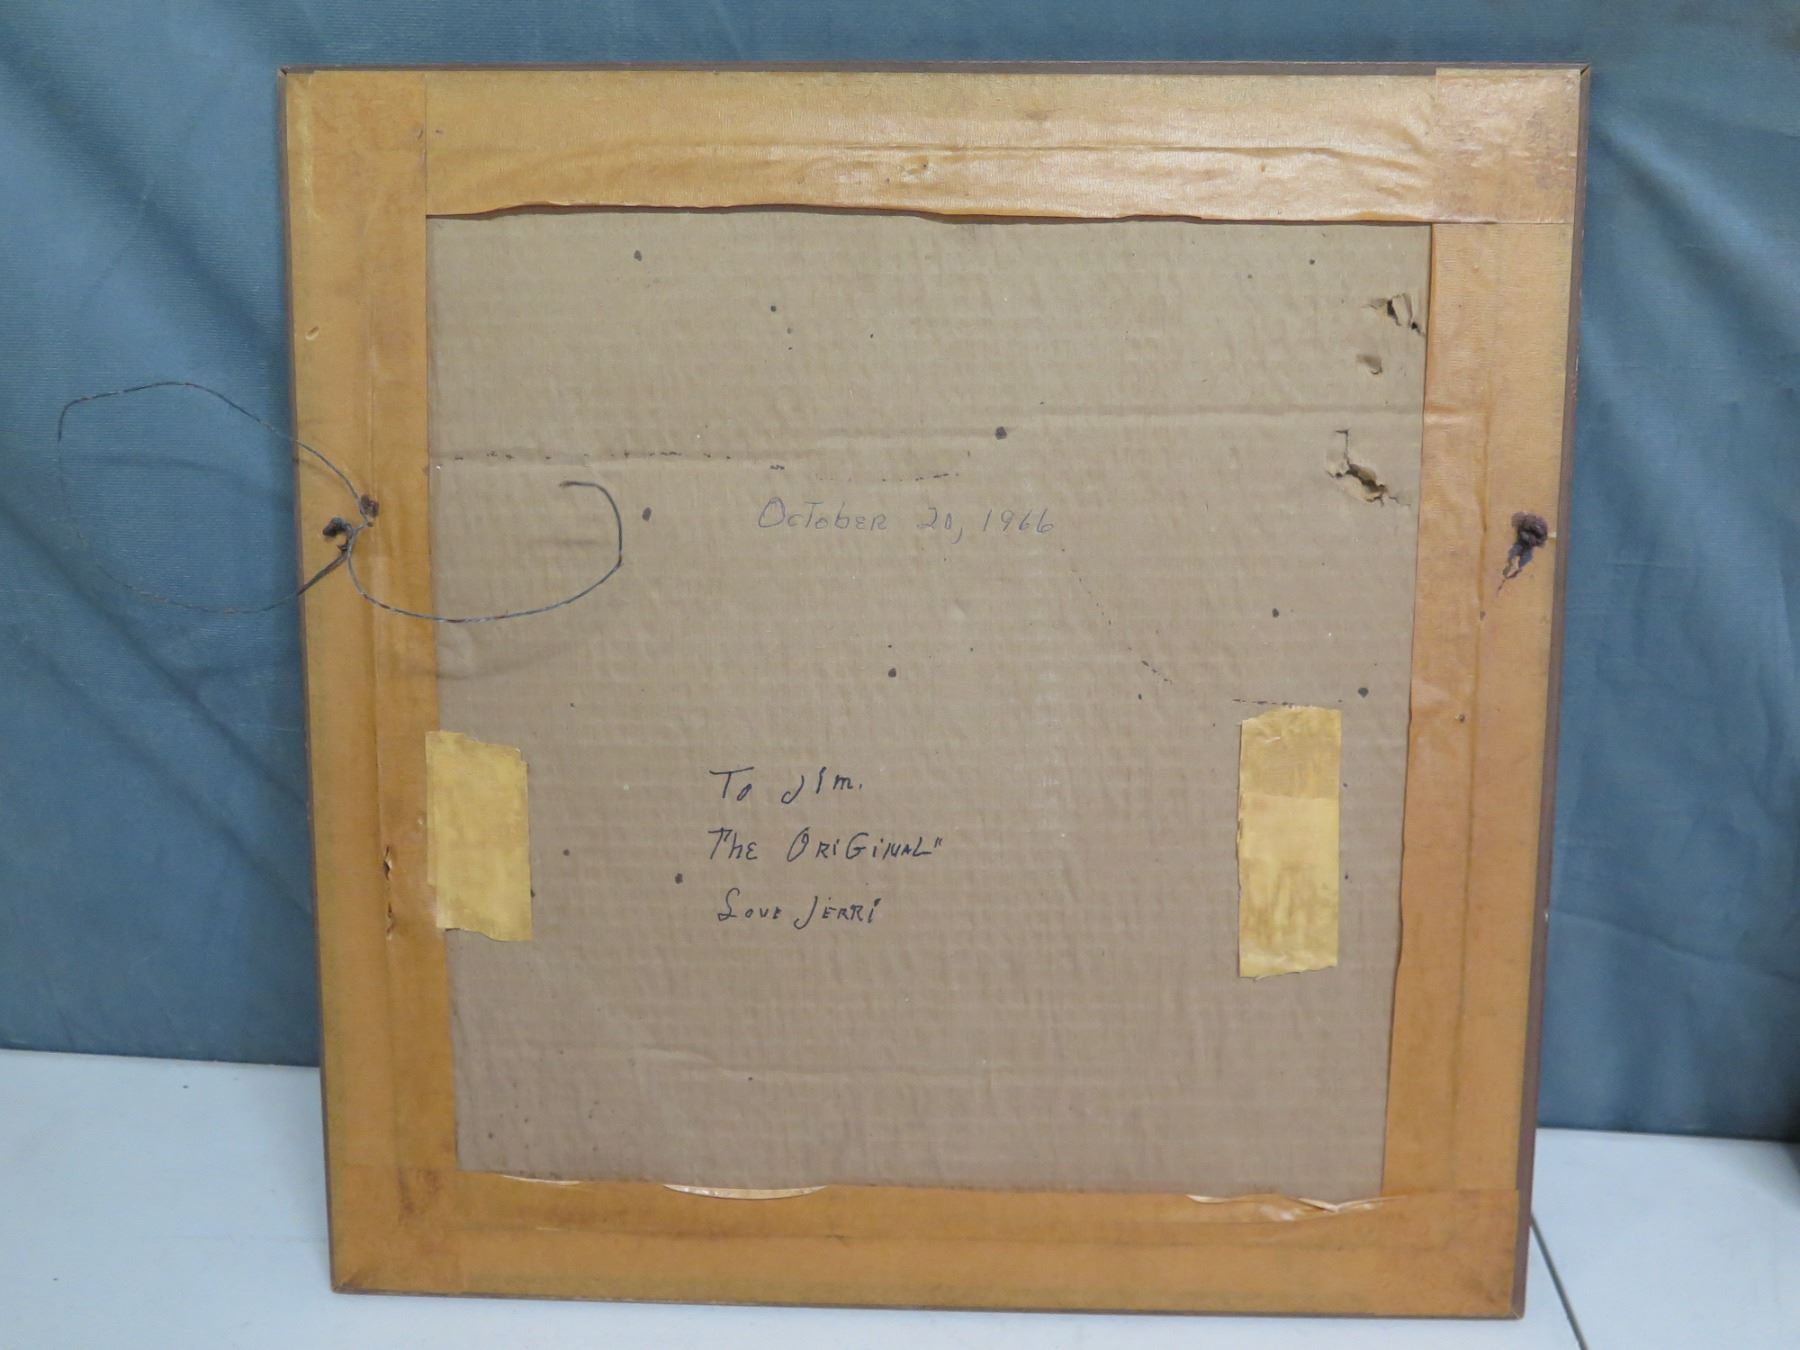 October 20, 1966
To Jim.
The Original"
Love Jerri